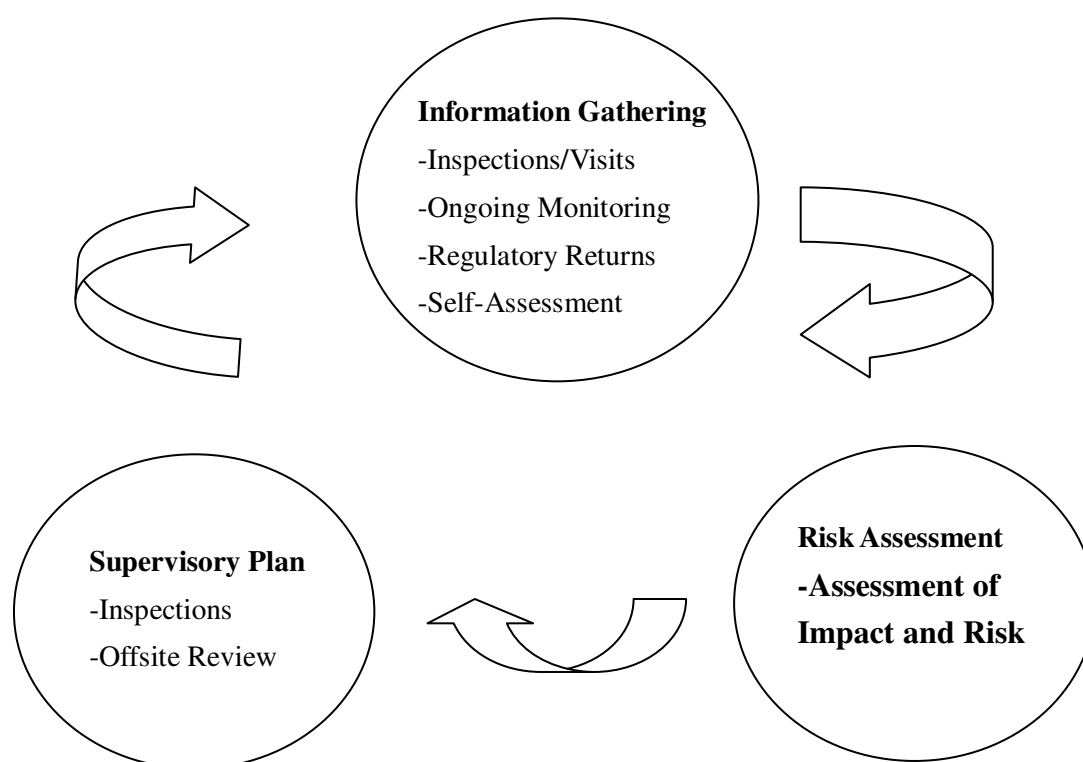 Information Gathering
-Inspections/Visits
-Ongoing Monitoring
-Regulatory Returns
-Self-Assessment
Supervisory Plan
-Inspections
-Offsite Review
Risk Assessment
-Assessment of
Impact and Risk